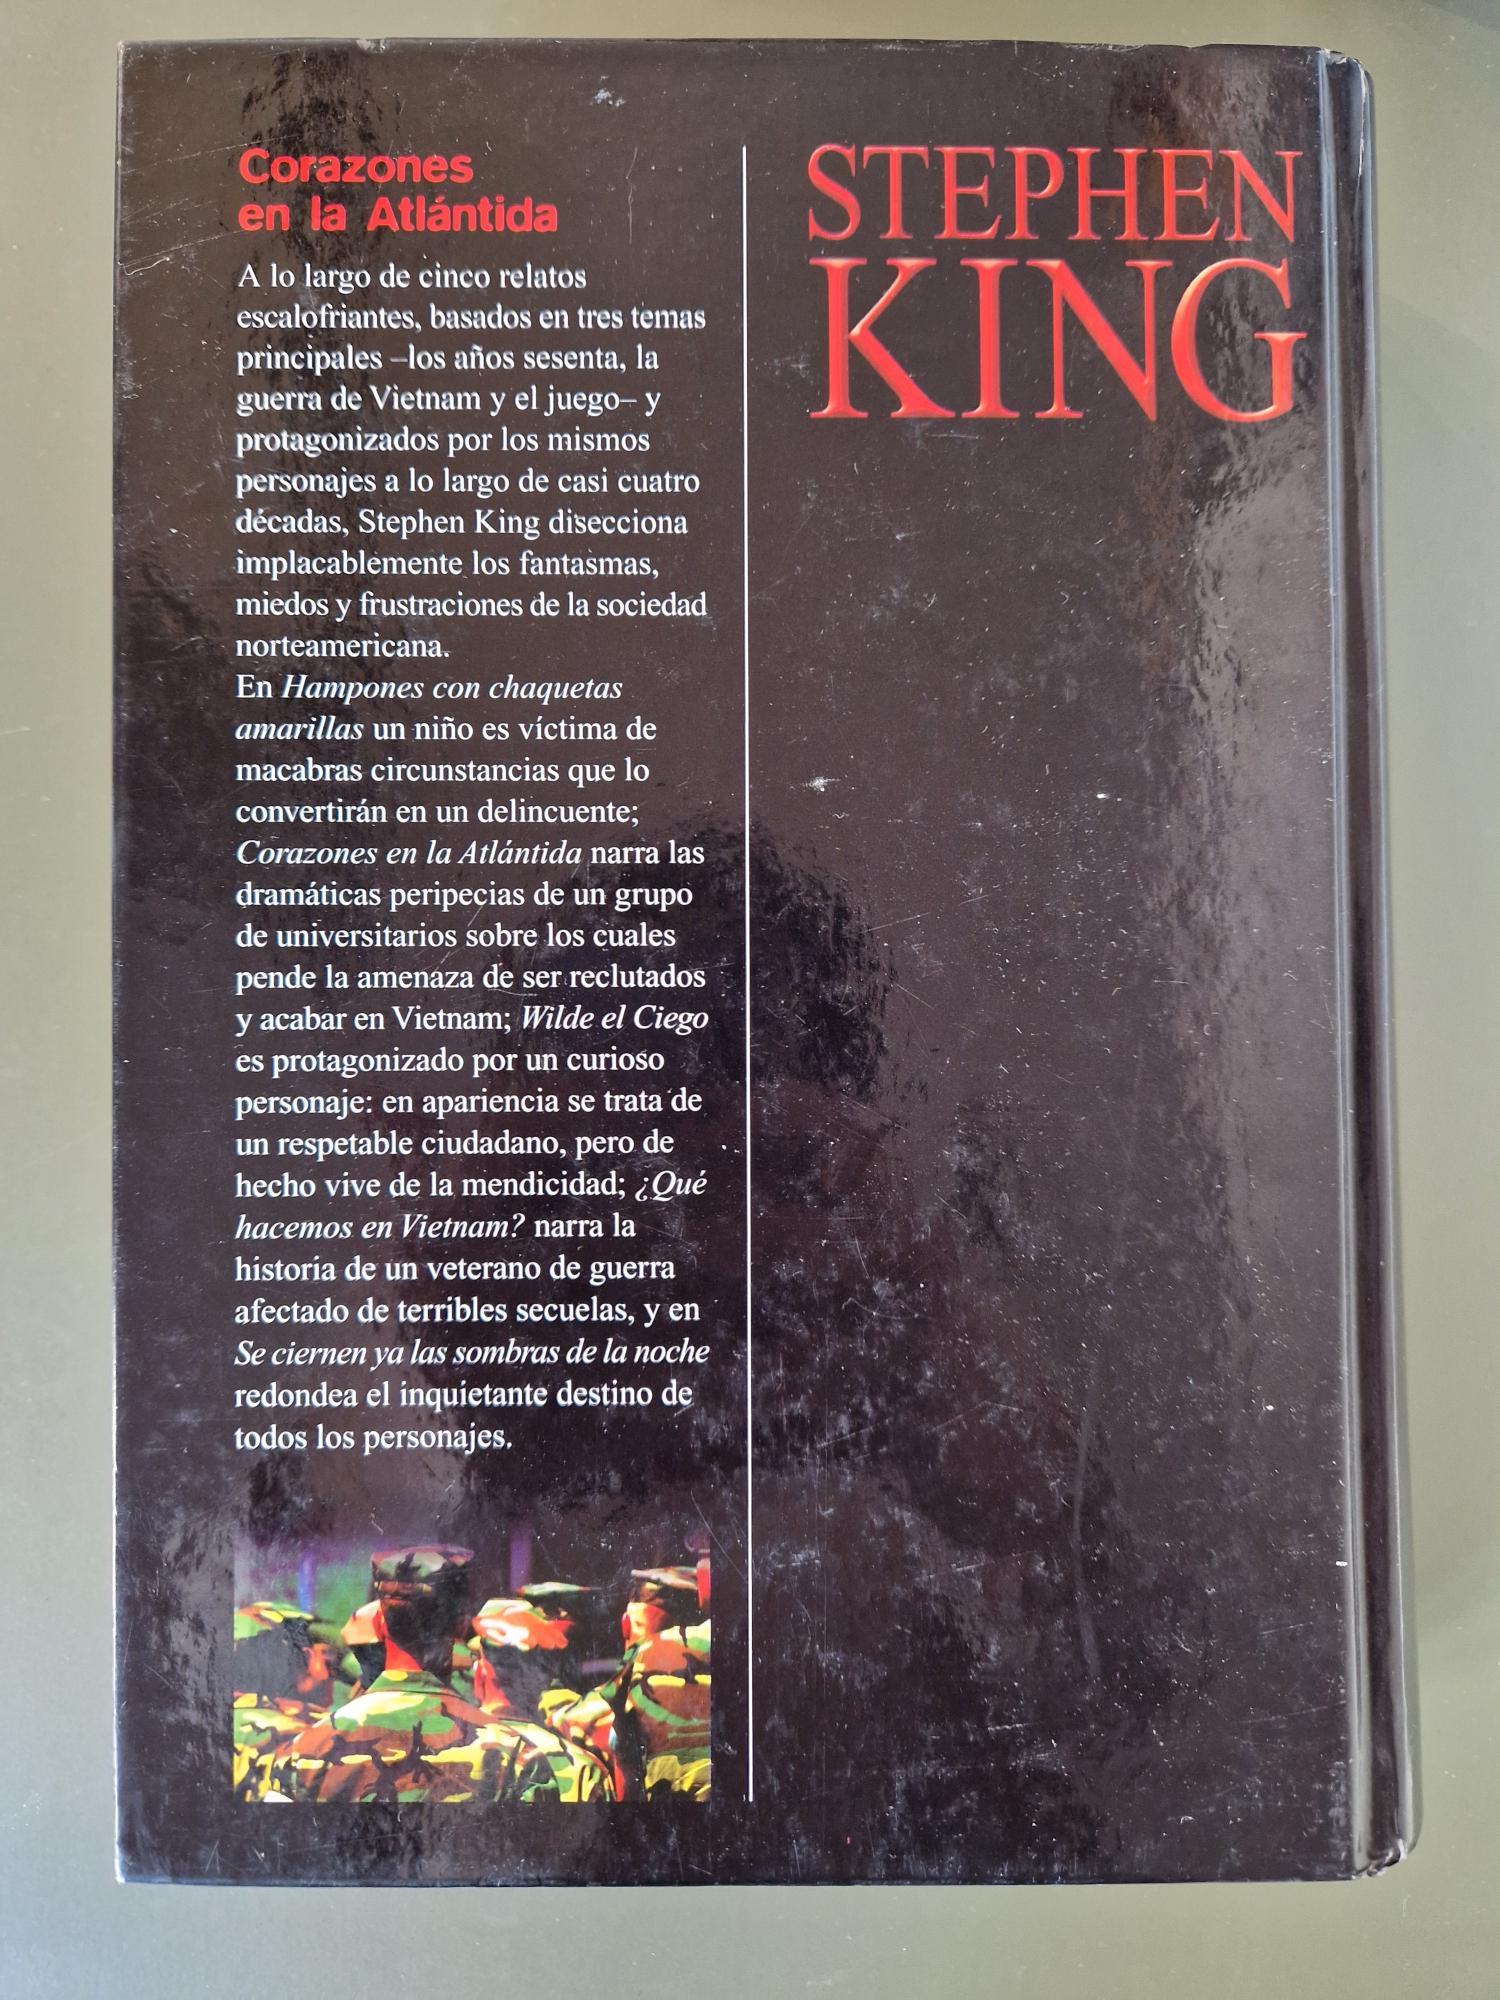 Corazones
en la Atlántida
A lo largo de cinco relatos
escalofriantes, basados en tres temas
principales –los años sesenta, la
guerra de Vietnam y el juego– y
protagonizados por los mismos
personajes a lo largo de casi cuatro
décadas, Stephen King disecciona
implacablemente los fantasmas,
miedos y frustraciones de la sociedad
norteamericana.
En Hampones con chaquetas
amarillas un niño es víctima de
macabras circunstancias que lo
convertirán en un delincuente;
Corazones en la Atlántida narra las
dramáticas peripecias de un grupo
de universitarios sobre los cuales
pende la amenaza de ser reclutados
y acabar en Vietnam; Wilde el Ciego
es protagonizado por un curioso
personaje: en apariencia se trata de
un respetable ciudadano, pero de
hecho vive de la mendicidad; ¿Qué
hacemos en Vietnam? narra la
historia de un veterano de guerra
afectado de terribles secuelas, y en
Se ciernen ya las sombras de la noche
redondea el inquietante destino de
todos los personajes.
STEPHEN
KING